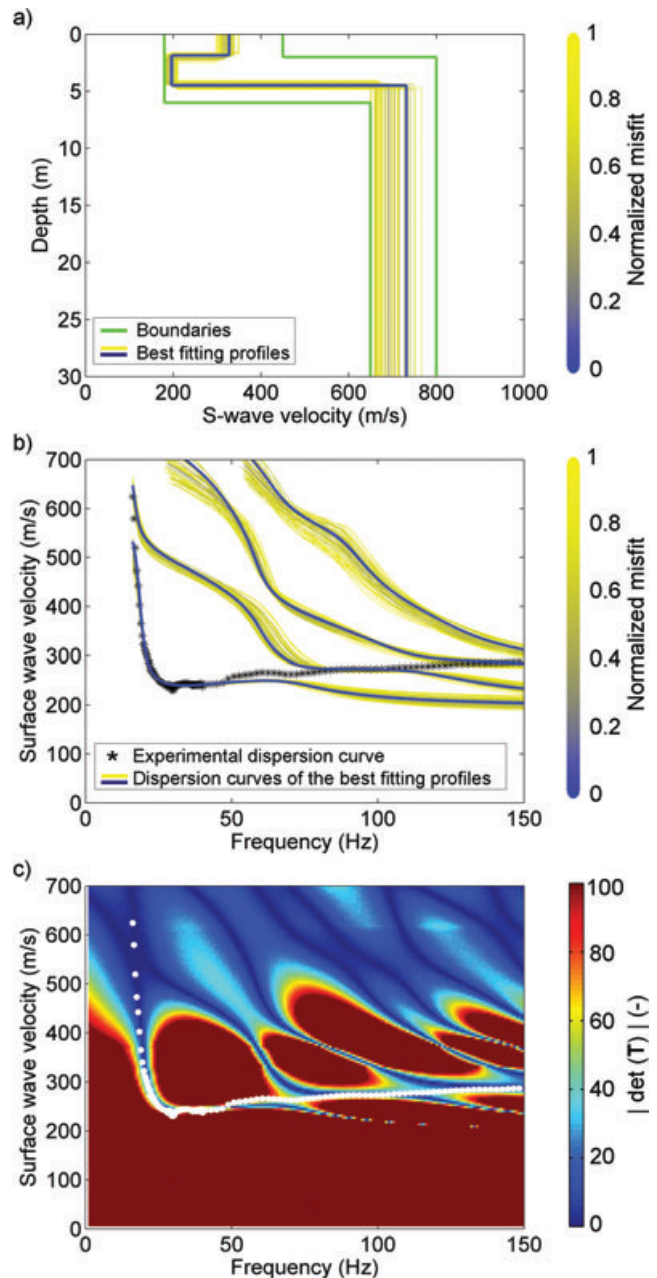 a)
0
5
10
15
20
25
30
Depth (m)
Boundaries
Best fitting profiles
0 200 400 600 800 1000
S-wave velocity (m/s)
1
0.8
0.6
0.4
0.2
0
Normalized misfit
b)
700
600
500
400
300
200
100
0
Surface wave velocity (m/s)
* Experimental dispersion curve
Dispersion curves of the best fitting profiles
0 50 100 150
Frequency (Hz)
1
0.8
0.6
0.4
0.2
0
Normalized misfit
c)
700
600
500
400
300
200
100
0
Surface wave velocity (m/s)
0 50 100 150
Frequency (Hz)
100
80
60
40
20
0
| det (T) | (-)